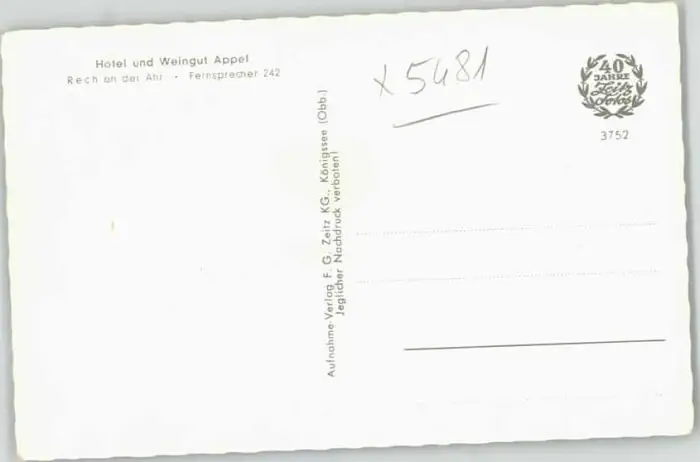 Hotel und Weingut Appel
Rech an der Ahr • Fernsprecher 242
x 5481
40
JAHRE
Zeitz
Fotos
3752
Aufnahme-Verlag F. G. Zeitz KG., Königssee (Obb.)
Jeglicher Nachdruck verboten!